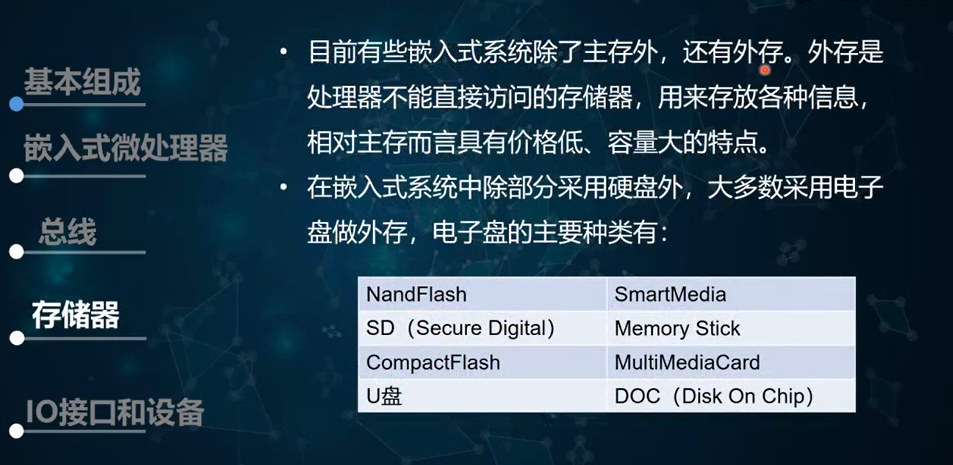 基本组成
嵌入式微处理器
总线
存储器
IO接口和设备
• 目前有些嵌入式系统除了主存外，还有外存。外存是
处理器不能直接访问的存储器，用来存放各种信息，
相对主存而言具有价格低、容量大的特点。
• 在嵌入式系统中除部分采用硬盘外，大多数采用电子
盘做外存，电子盘的主要种类有：
NandFlash SmartMedia
SD（Secure Digital） Memory Stick
CompactFlash MultiMediaCard
U盘 DOC（Disk On Chip）